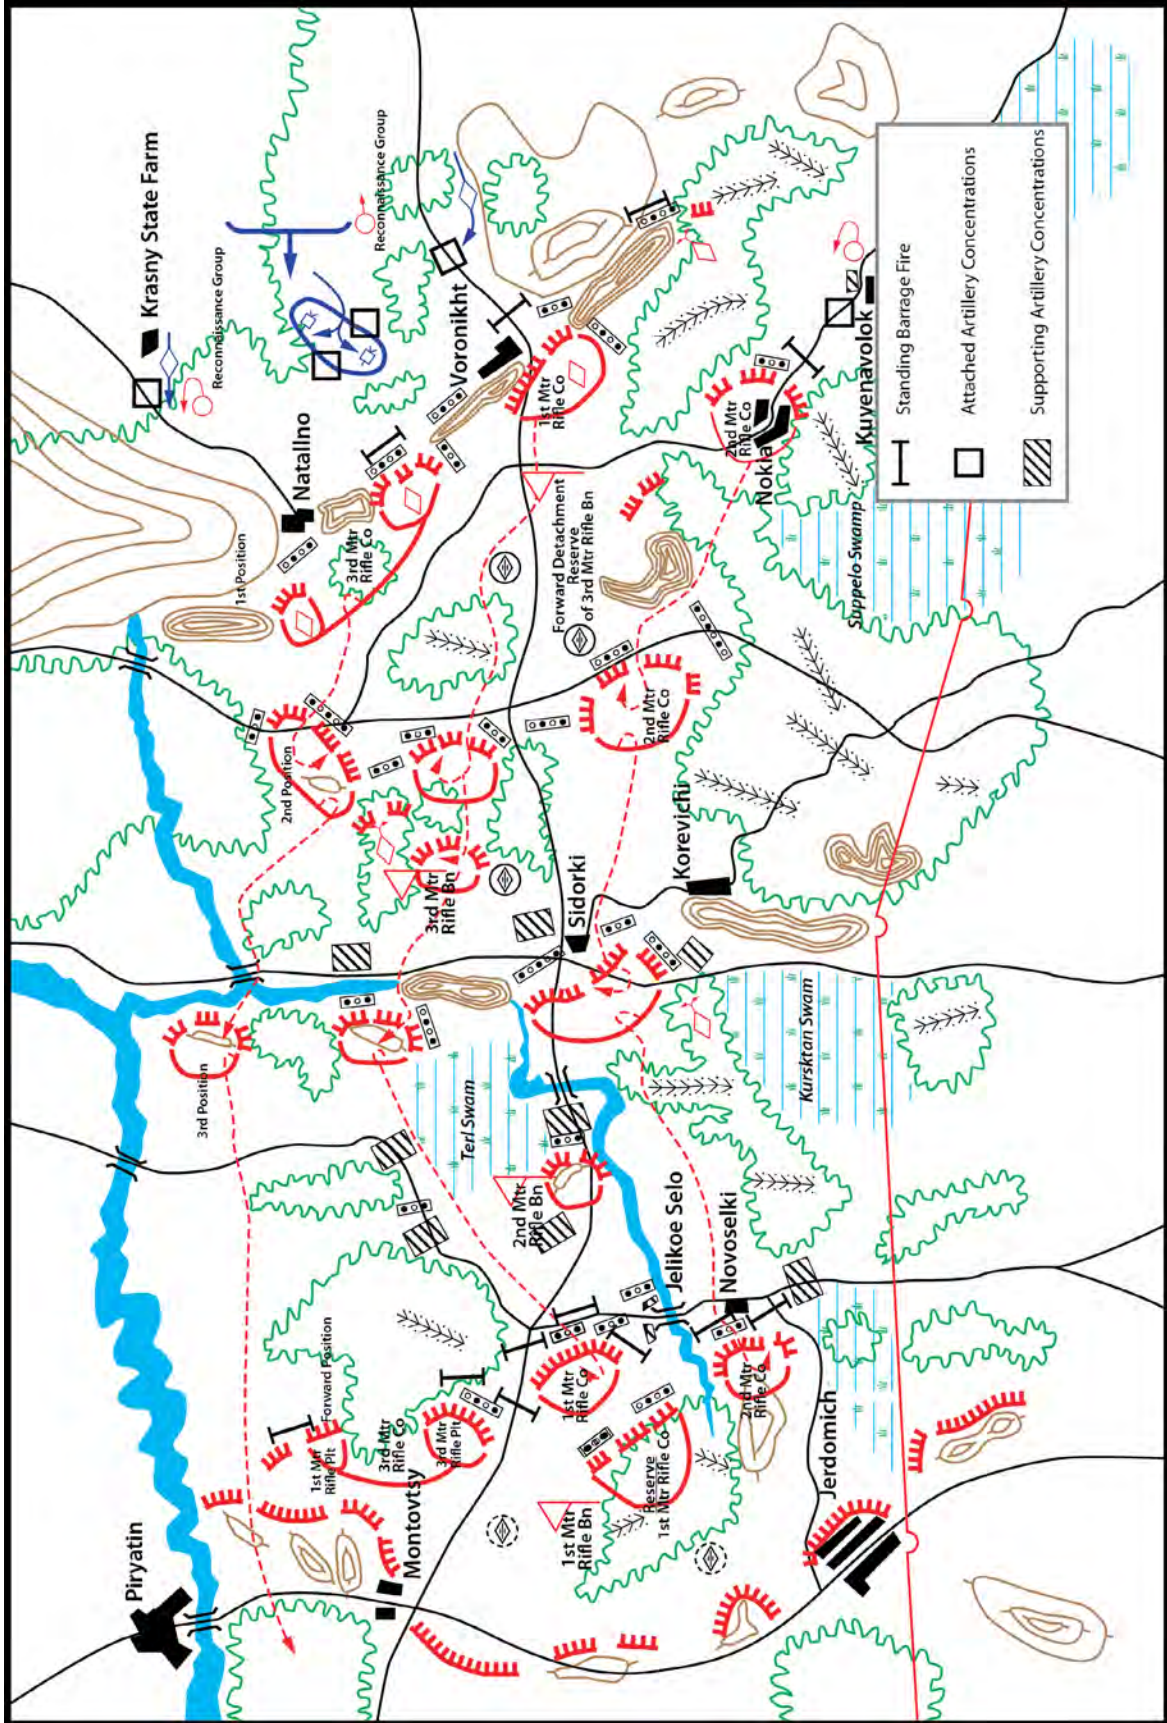 Piryatin
Krasny State Farm
3rd Position
Reconnaissance Group
1st Position
2nd Position
Natalno
Forward Position
1st Mtr
Rifle Plt
3rd Mtr
Rifle Co
Reconnaissance Group
3rd Mtr
Rifle Co
Montovtsy
3rd Mtr
Rifle Plt
3rd Mtr
Rifle Bn
Voronikht
Terl Swam
2nd Mtr
Rifle Bn
1st Mtr
Rifle Co
1st Mtr
Rifle Bn
1st Mtr
Rifle Co
Forward Detachment
Reserve
of 3rd Mtr Rifle Bn
Sidorki
Reserve
1st Mtr Rifle Co
2nd Mtr
Rifle Co
Jelikoe Selo
Korevichi
Novoselki
2nd Mtr
Rifle Co
2nd Mtr
Rifle Co
Nokia
Kursktan Swam
Jerdomich
Suppelo Swamp
Kuyenavolok
Standing Barrage Fire
Attached Artillery Concentrations
Supporting Artillery Concentrations